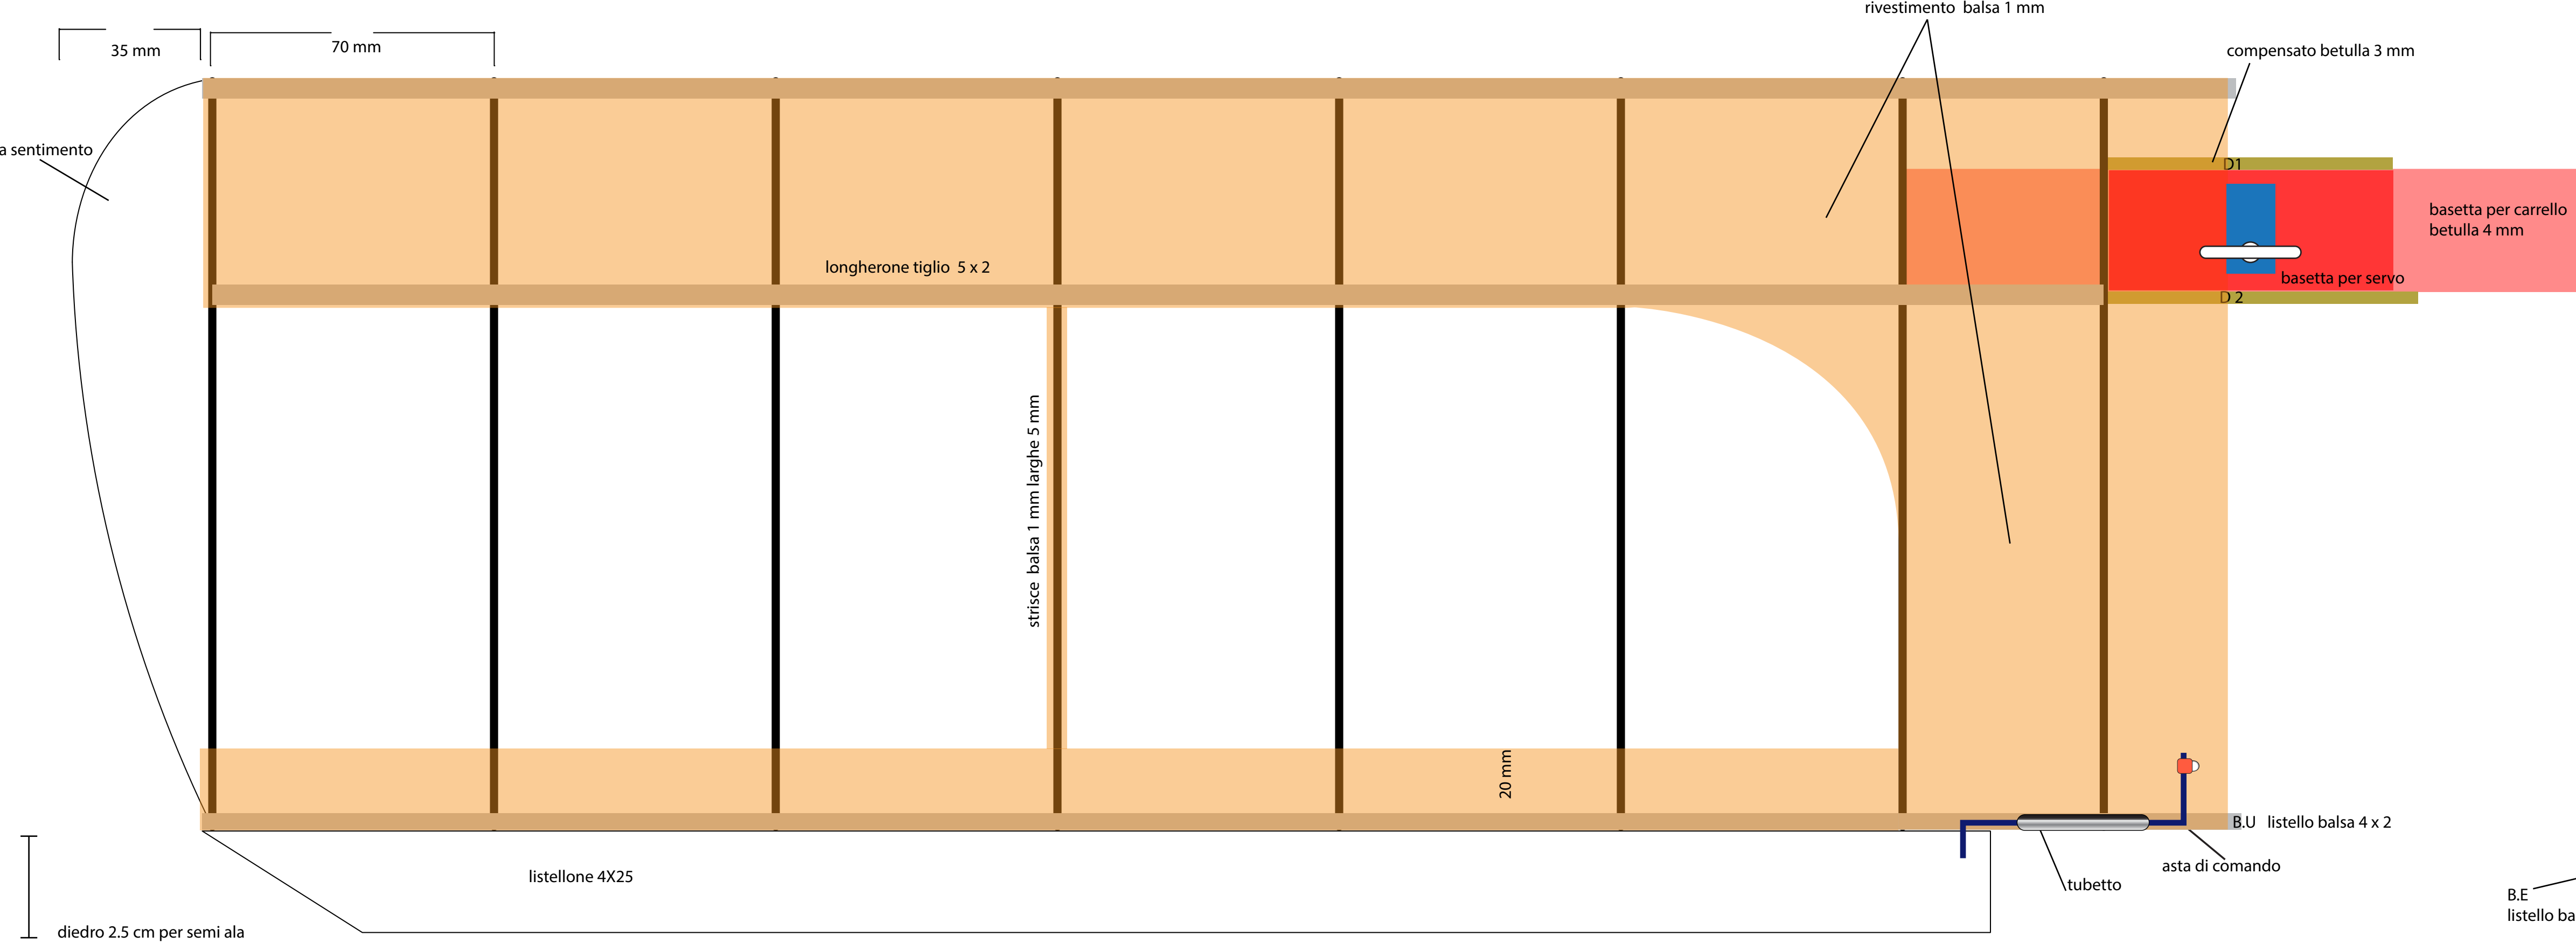 rivestimento balsa 1 mm
35 mm
70 mm
compensato betulla 3 mm
a sentimento
D1
basetta per carrello
betulla 4 mm
longherone tiglio 5 x 2
basetta per servo
D 2
strisce balsa 1 mm larghe 5 mm
20 mm
B.U listello balsa 4 x 2
asta di comando
listellone 4X25
tubetto
B.E
listello ba
diedro 2.5 cm per semi ala